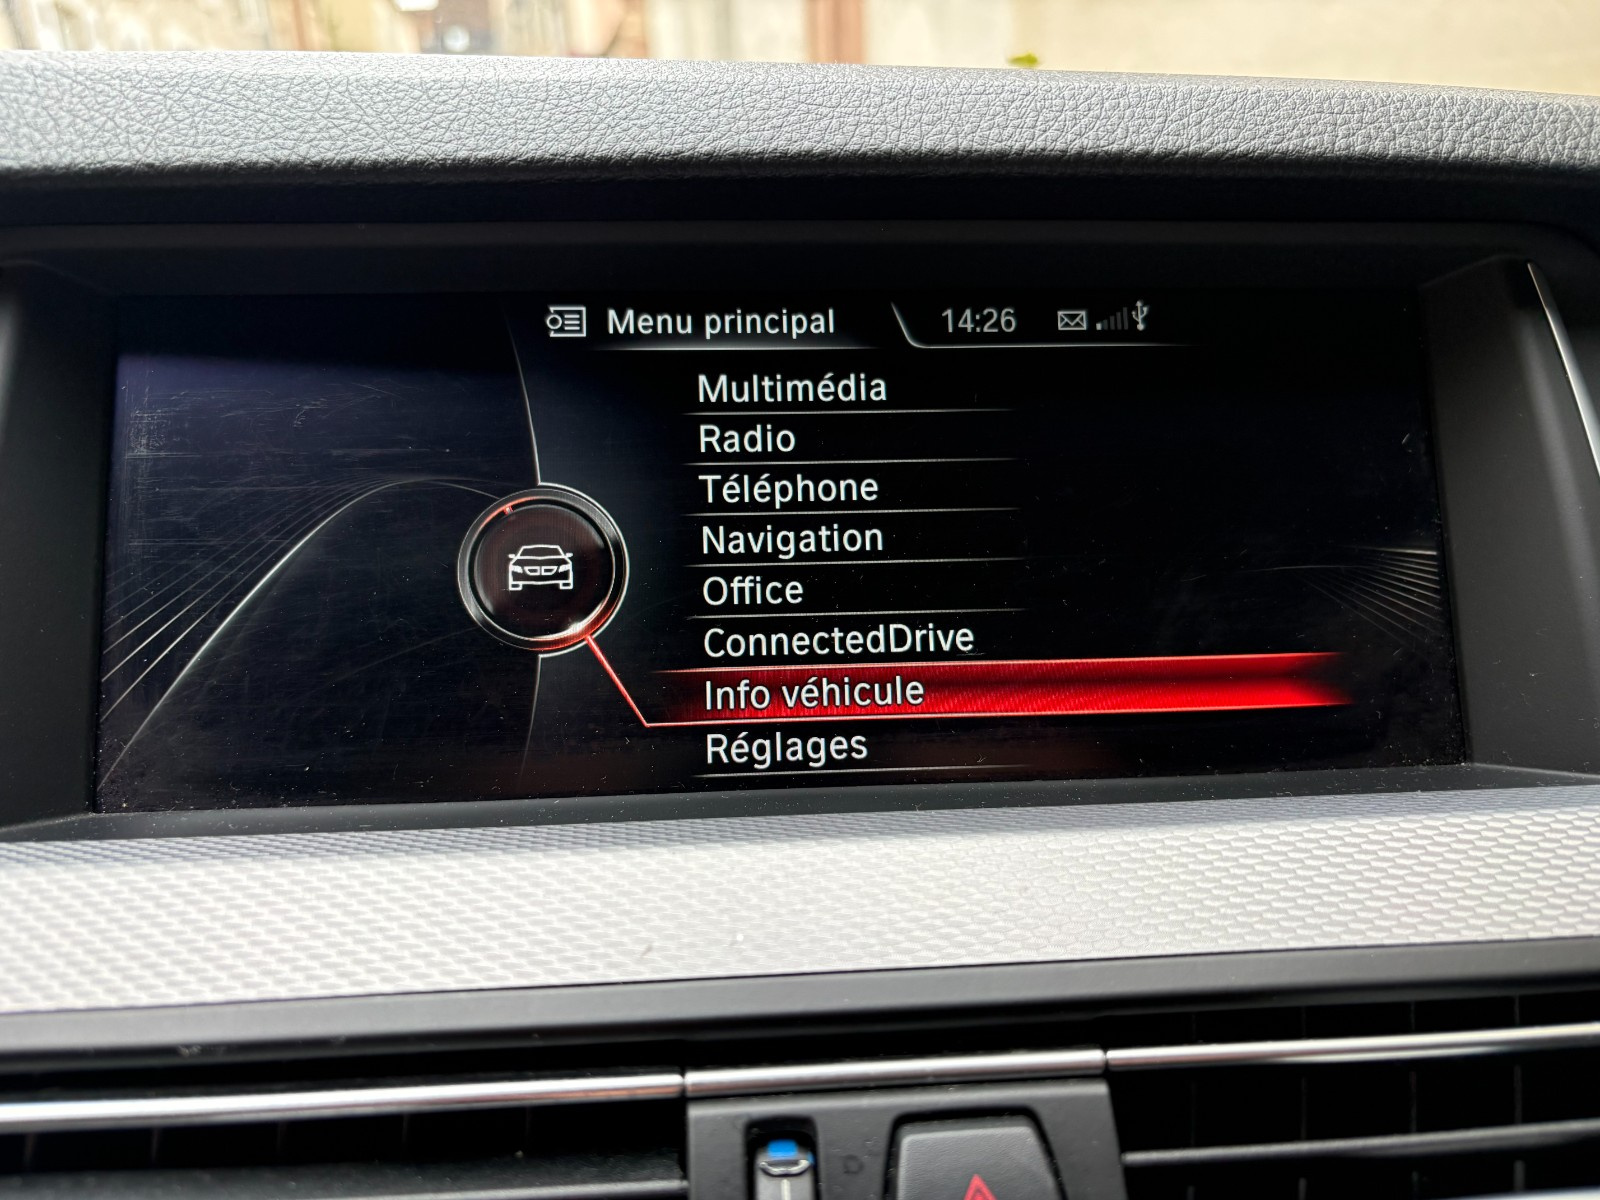 Menu principal 14:26
Multimédia
Radio
Téléphone
Navigation
Office
ConnectedDrive
Info véhicule
Réglages